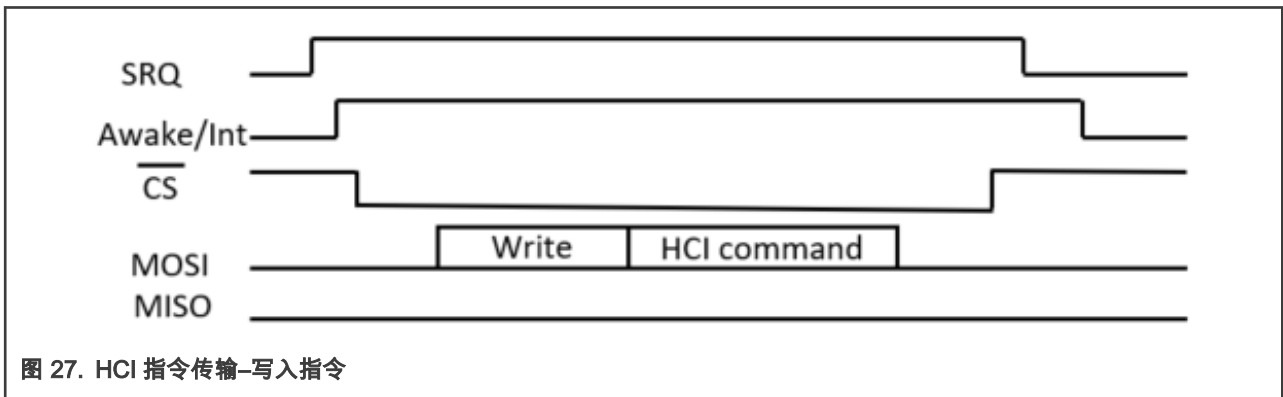 SRQ
Awake/Int
CS
Write HCI command
MOSI
MISO
图 27. HCI 指令传输–写入指令